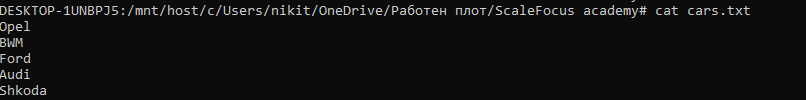 DESKTOP-1UNBPJ5:/mnt/host/c/Users/nikit/OneDrive/Работен плот/ScaleFocus academy# cat cars.txt
Opel
BWM
Ford
Audi
Shkoda